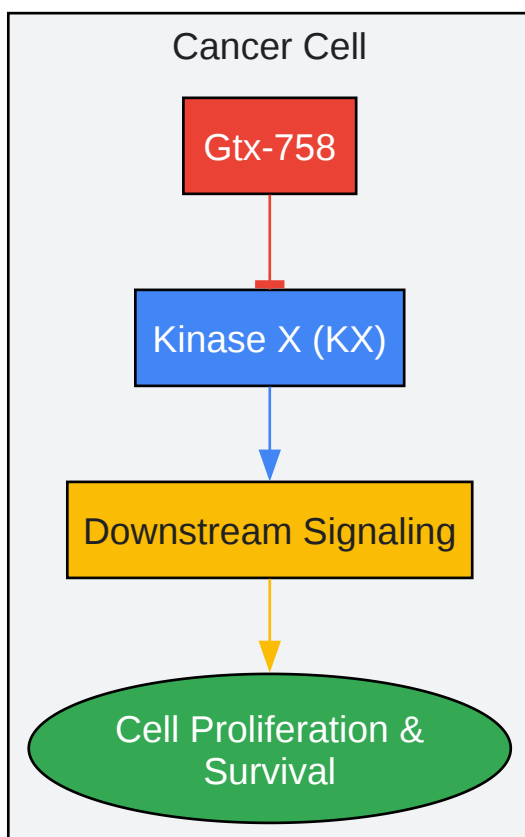 Cancer Cell
Gtx-758
Kinase X (KX)
Downstream Signaling
Cell Proliferation &
Survival